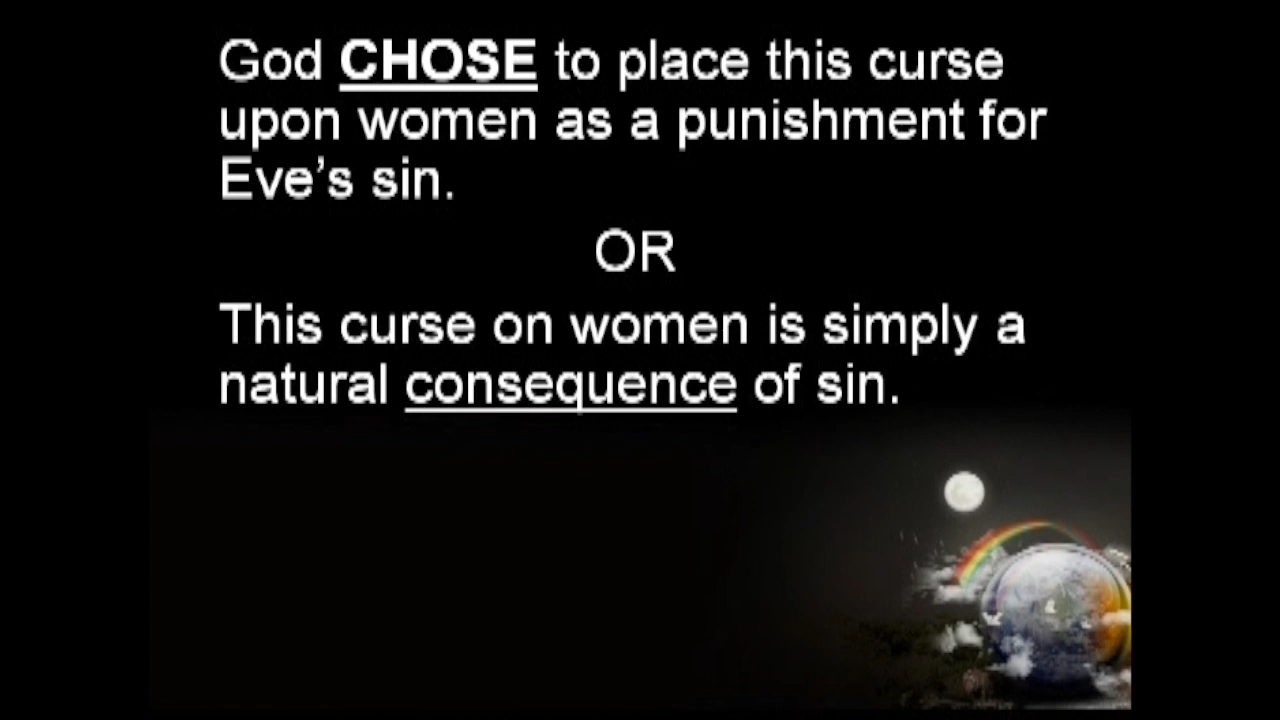 God CHOSE to place this curse
upon women as a punishment for
Eve’s sin.
OR
This curse on women is simply a
natural consequence of sin.